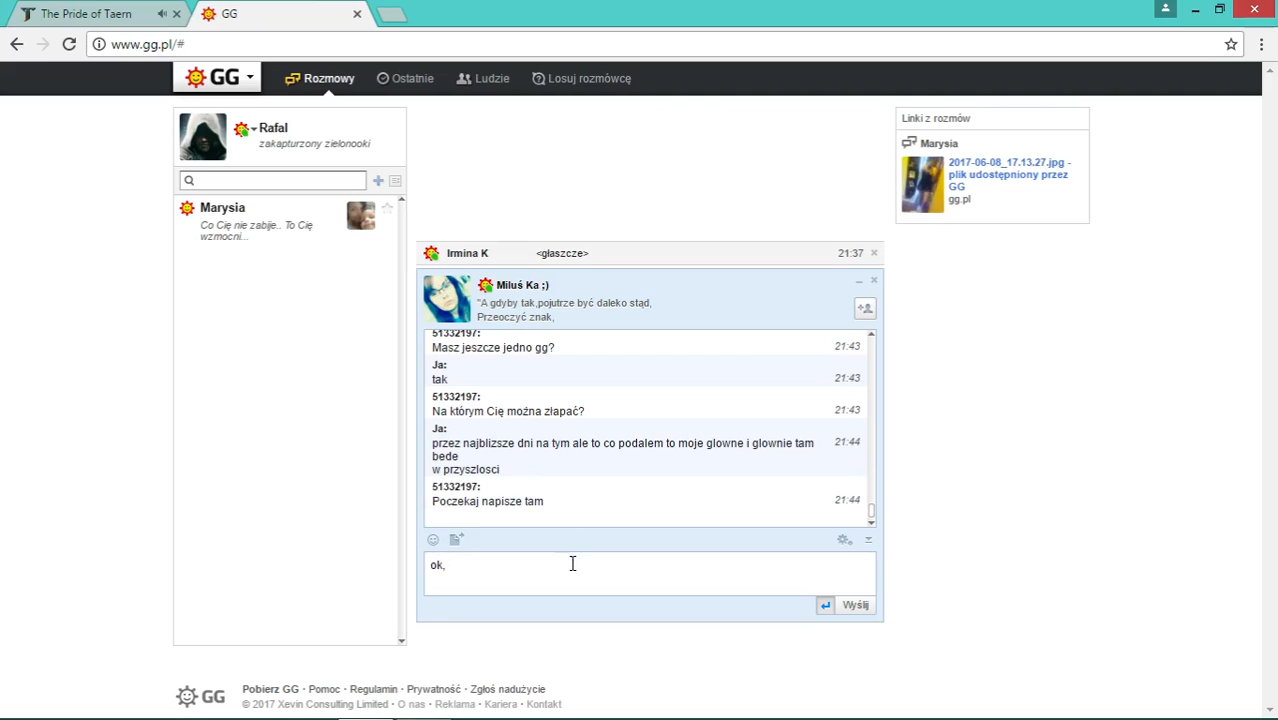 The Pride of Taern
GG
www.gg.pl/#
GG
Rozmowy
Ostatnie
Ludzie
Losuj rozmówcę
Rafal
zakapturzony zielonooki
Marysia
Co Cię nie zabije.. To Cię
wzmocni...
Irmina K <głaszcze> 21:37
Miluś Ka ;)
"A gdyby tak,pojutrze być daleko stąd,
Przeoczyć znak,
51332197:
Masz jeszcze jedno gg? 21:43
Ja:
tak 21:43
51332197:
Na którym Cię można złapać? 21:43
Ja:
przez najblizsze dni na tym ale to co podalem to moje glowne i glownie tam 21:44
bede
w przyszlosci
51332197:
Poczekaj napisze tam 21:44
ok,
Wyślij
Linki z rozmów
Marysia
2017-06-08_17.13.27.jpg -
plik udostępniony przez
GG
gg.pl
GG
Pobierz GG · Pomoc · Regulamin · Prywatność · Zgłoś nadużycie
© 2017 Xevin Consulting Limited · O nas · Reklama · Kariera · Kontakt